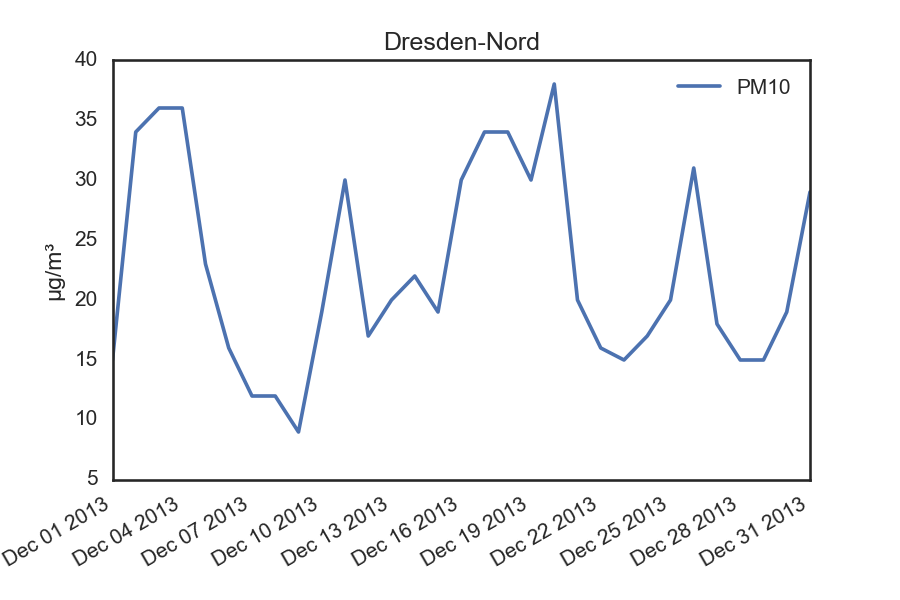 Dresden-Nord
PM10
µg/m³
40
35
30
25
20
15
10
5
Dec 01 2013
Dec 04 2013
Dec 07 2013
Dec 10 2013
Dec 13 2013
Dec 16 2013
Dec 19 2013
Dec 22 2013
Dec 25 2013
Dec 28 2013
Dec 31 2013